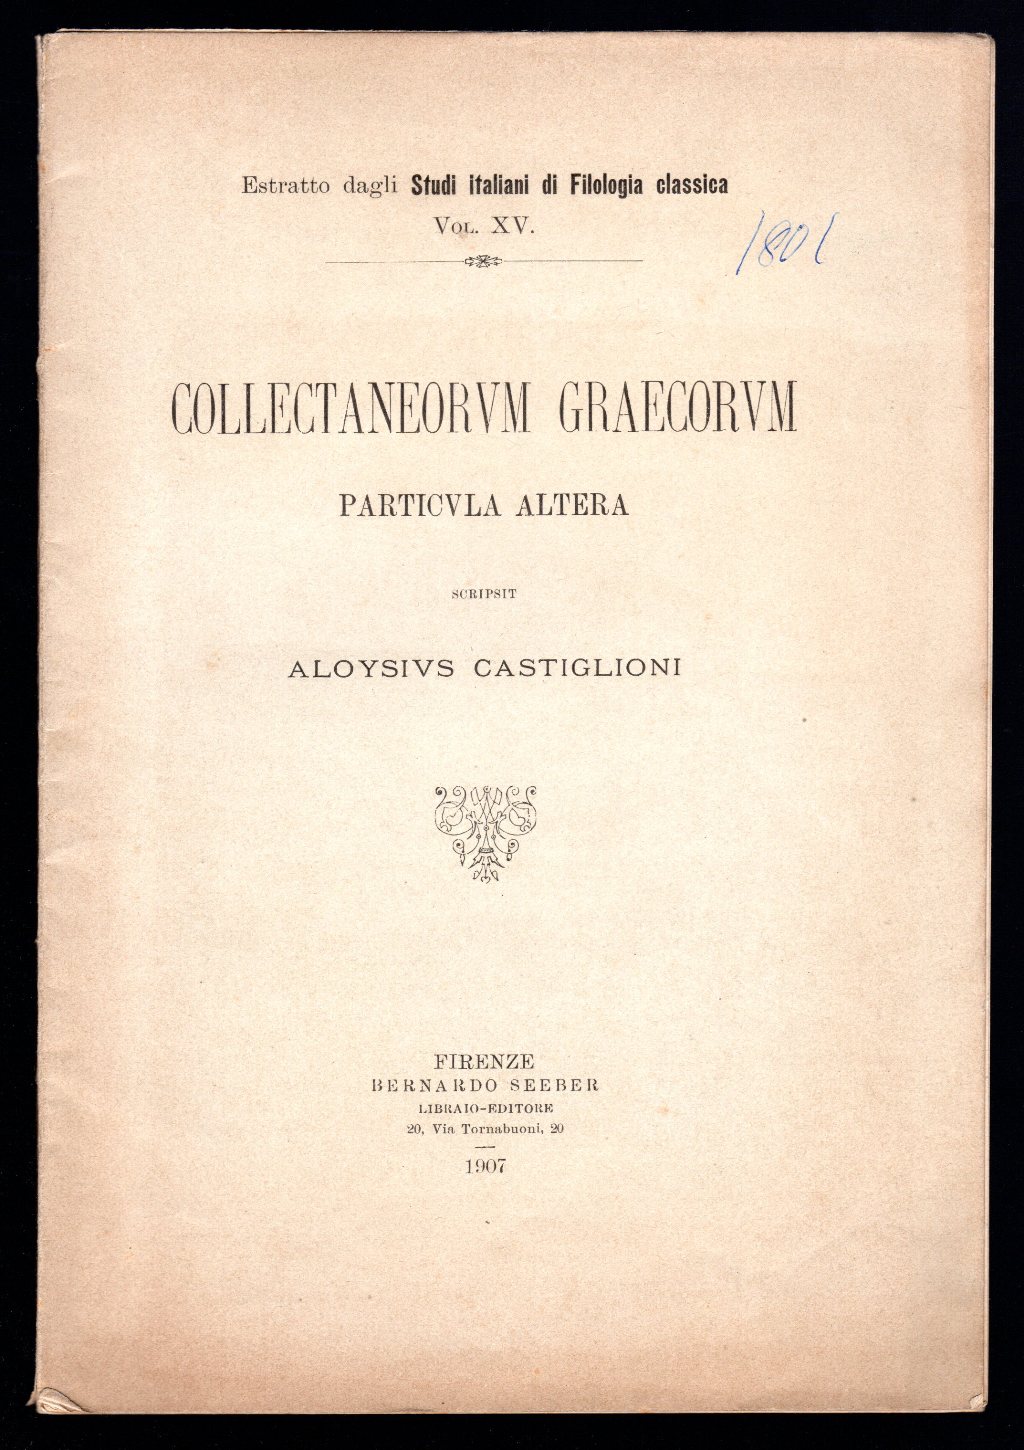 Estratto dagli Studi italiani di Filologia classica
VOL. XV.
1801
COLLECTANEORVM GRAECORVM
PARTICVLA ALTERA
SCRIPSIT
ALOYSIVS CASTIGLIONI
FIRENZE
BERNARDO SEEBER
LIBRAIO-EDITORE
20, Via Tornabuoni, 20
1907